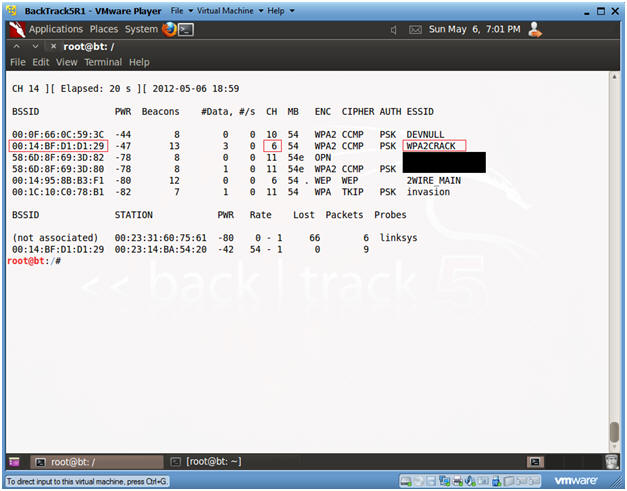 BackTrack5R1 - VMware Player File Virtual Machine Help
Applications Places System Sun May 6, 7:01 PM
root@bt: /
File Edit View Terminal Help
CH 14 ][ Elapsed: 20 s ][ 2012-05-06 18:59
BSSID PWR Beacons #Data, #/s CH MB ENC CIPHER AUTH ESSID
00:0F:66:0C:59:3C -44 8 0 0 10 54 WPA2 CCMP PSK DEVNULL
00:14:BF:D1:D1:29 -47 13 3 0 6 54 WPA2 CCMP PSK WPA2CRACK
58:6D:8F:69:3D:82 -78 8 0 0 11 54e OPN
58:6D:8F:69:3D:80 -78 8 1 0 11 54e WPA2 CCMP PSK
00:14:95:8B:B3:F1 -80 12 0 0 6 54 . WEP WEP 2WIRE_MAIN
00:1C:10:C0:78:B1 -82 7 1 0 11 54 WPA TKIP PSK invasion
BSSID STATION PWR Rate Lost Packets Probes
(not associated) 00:23:31:60:75:61 -80 0 - 1 66 6 linksys
00:14:BF:D1:D1:29 00:23:14:BA:54:20 -42 54 - 1 0 9
root@bt:/#
<< back | track 5
root@bt: / [root@bt: ~]
To direct input to this virtual machine, press Ctrl+G. vmware